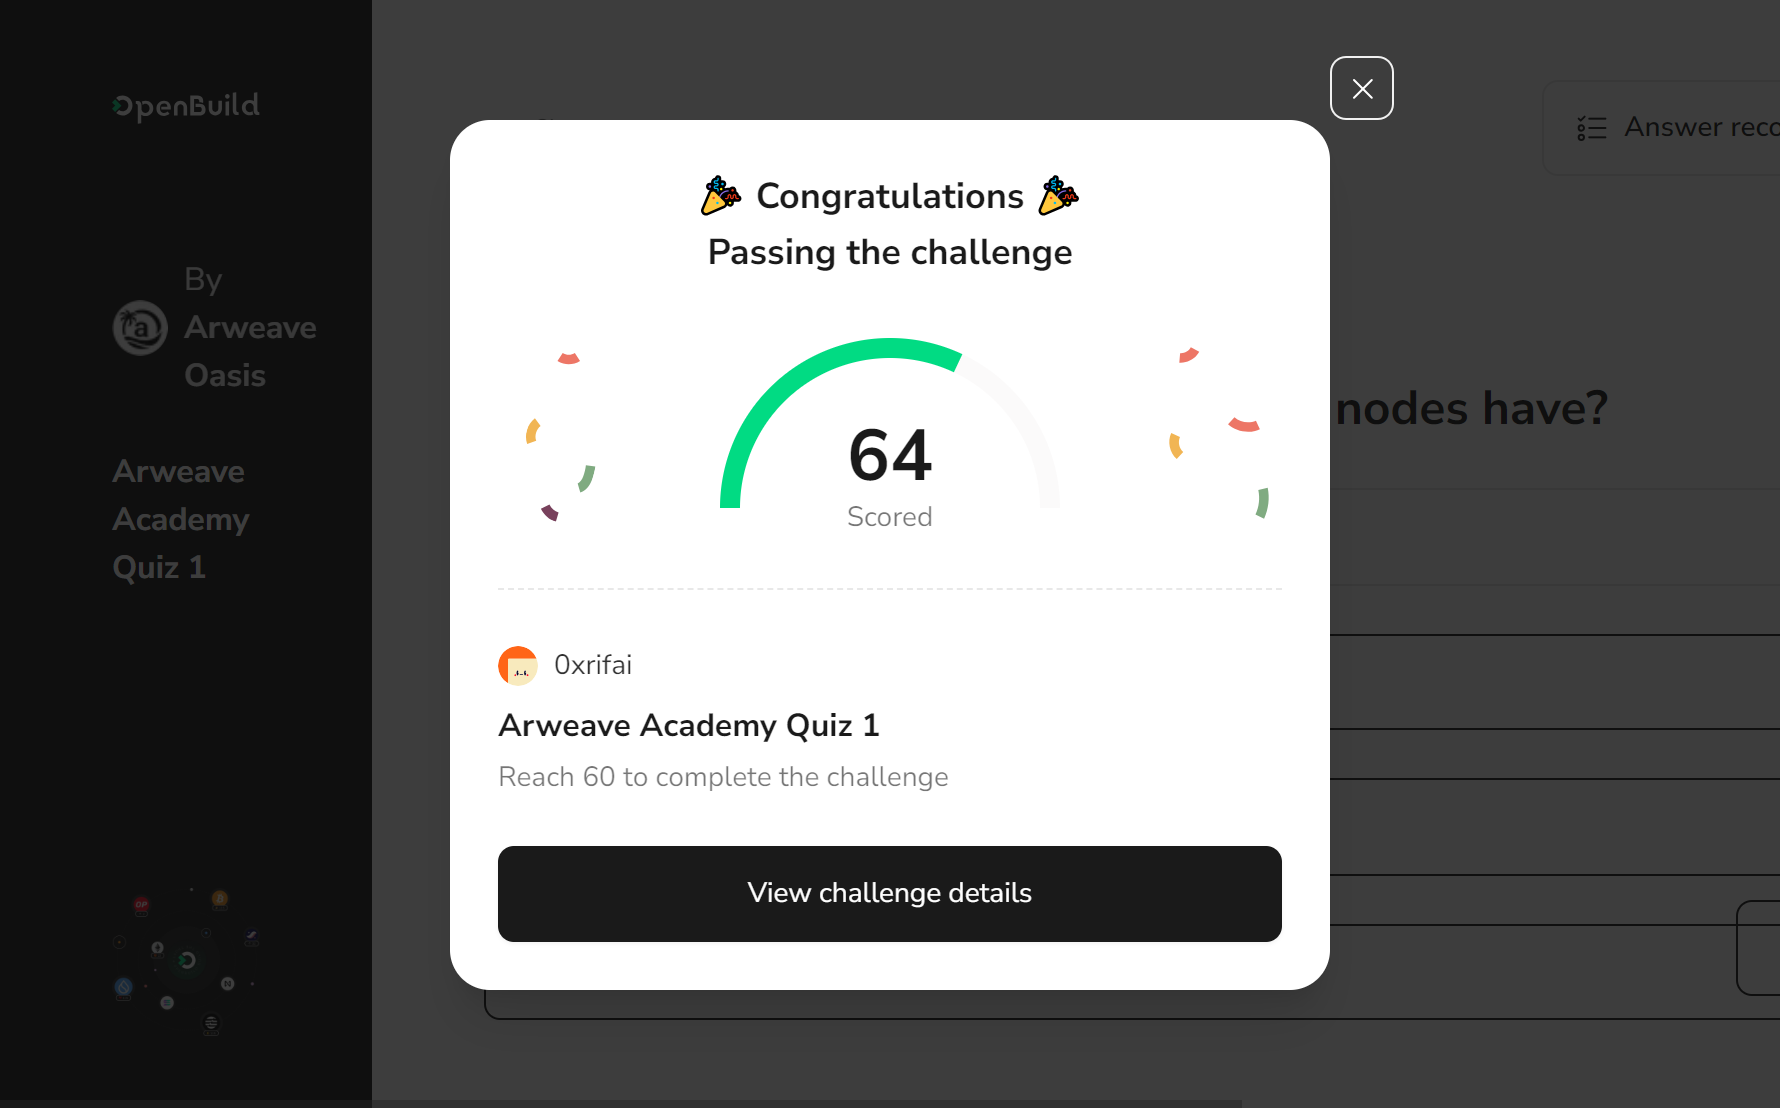 OpenBuild
By
Arweave
Oasis
Arweave
Academy
Quiz 1
Answer reco
nodes have?
Congratulations
Passing the challenge
64
Scored
0xrifai
Arweave Academy Quiz 1
Reach 60 to complete the challenge
View challenge details